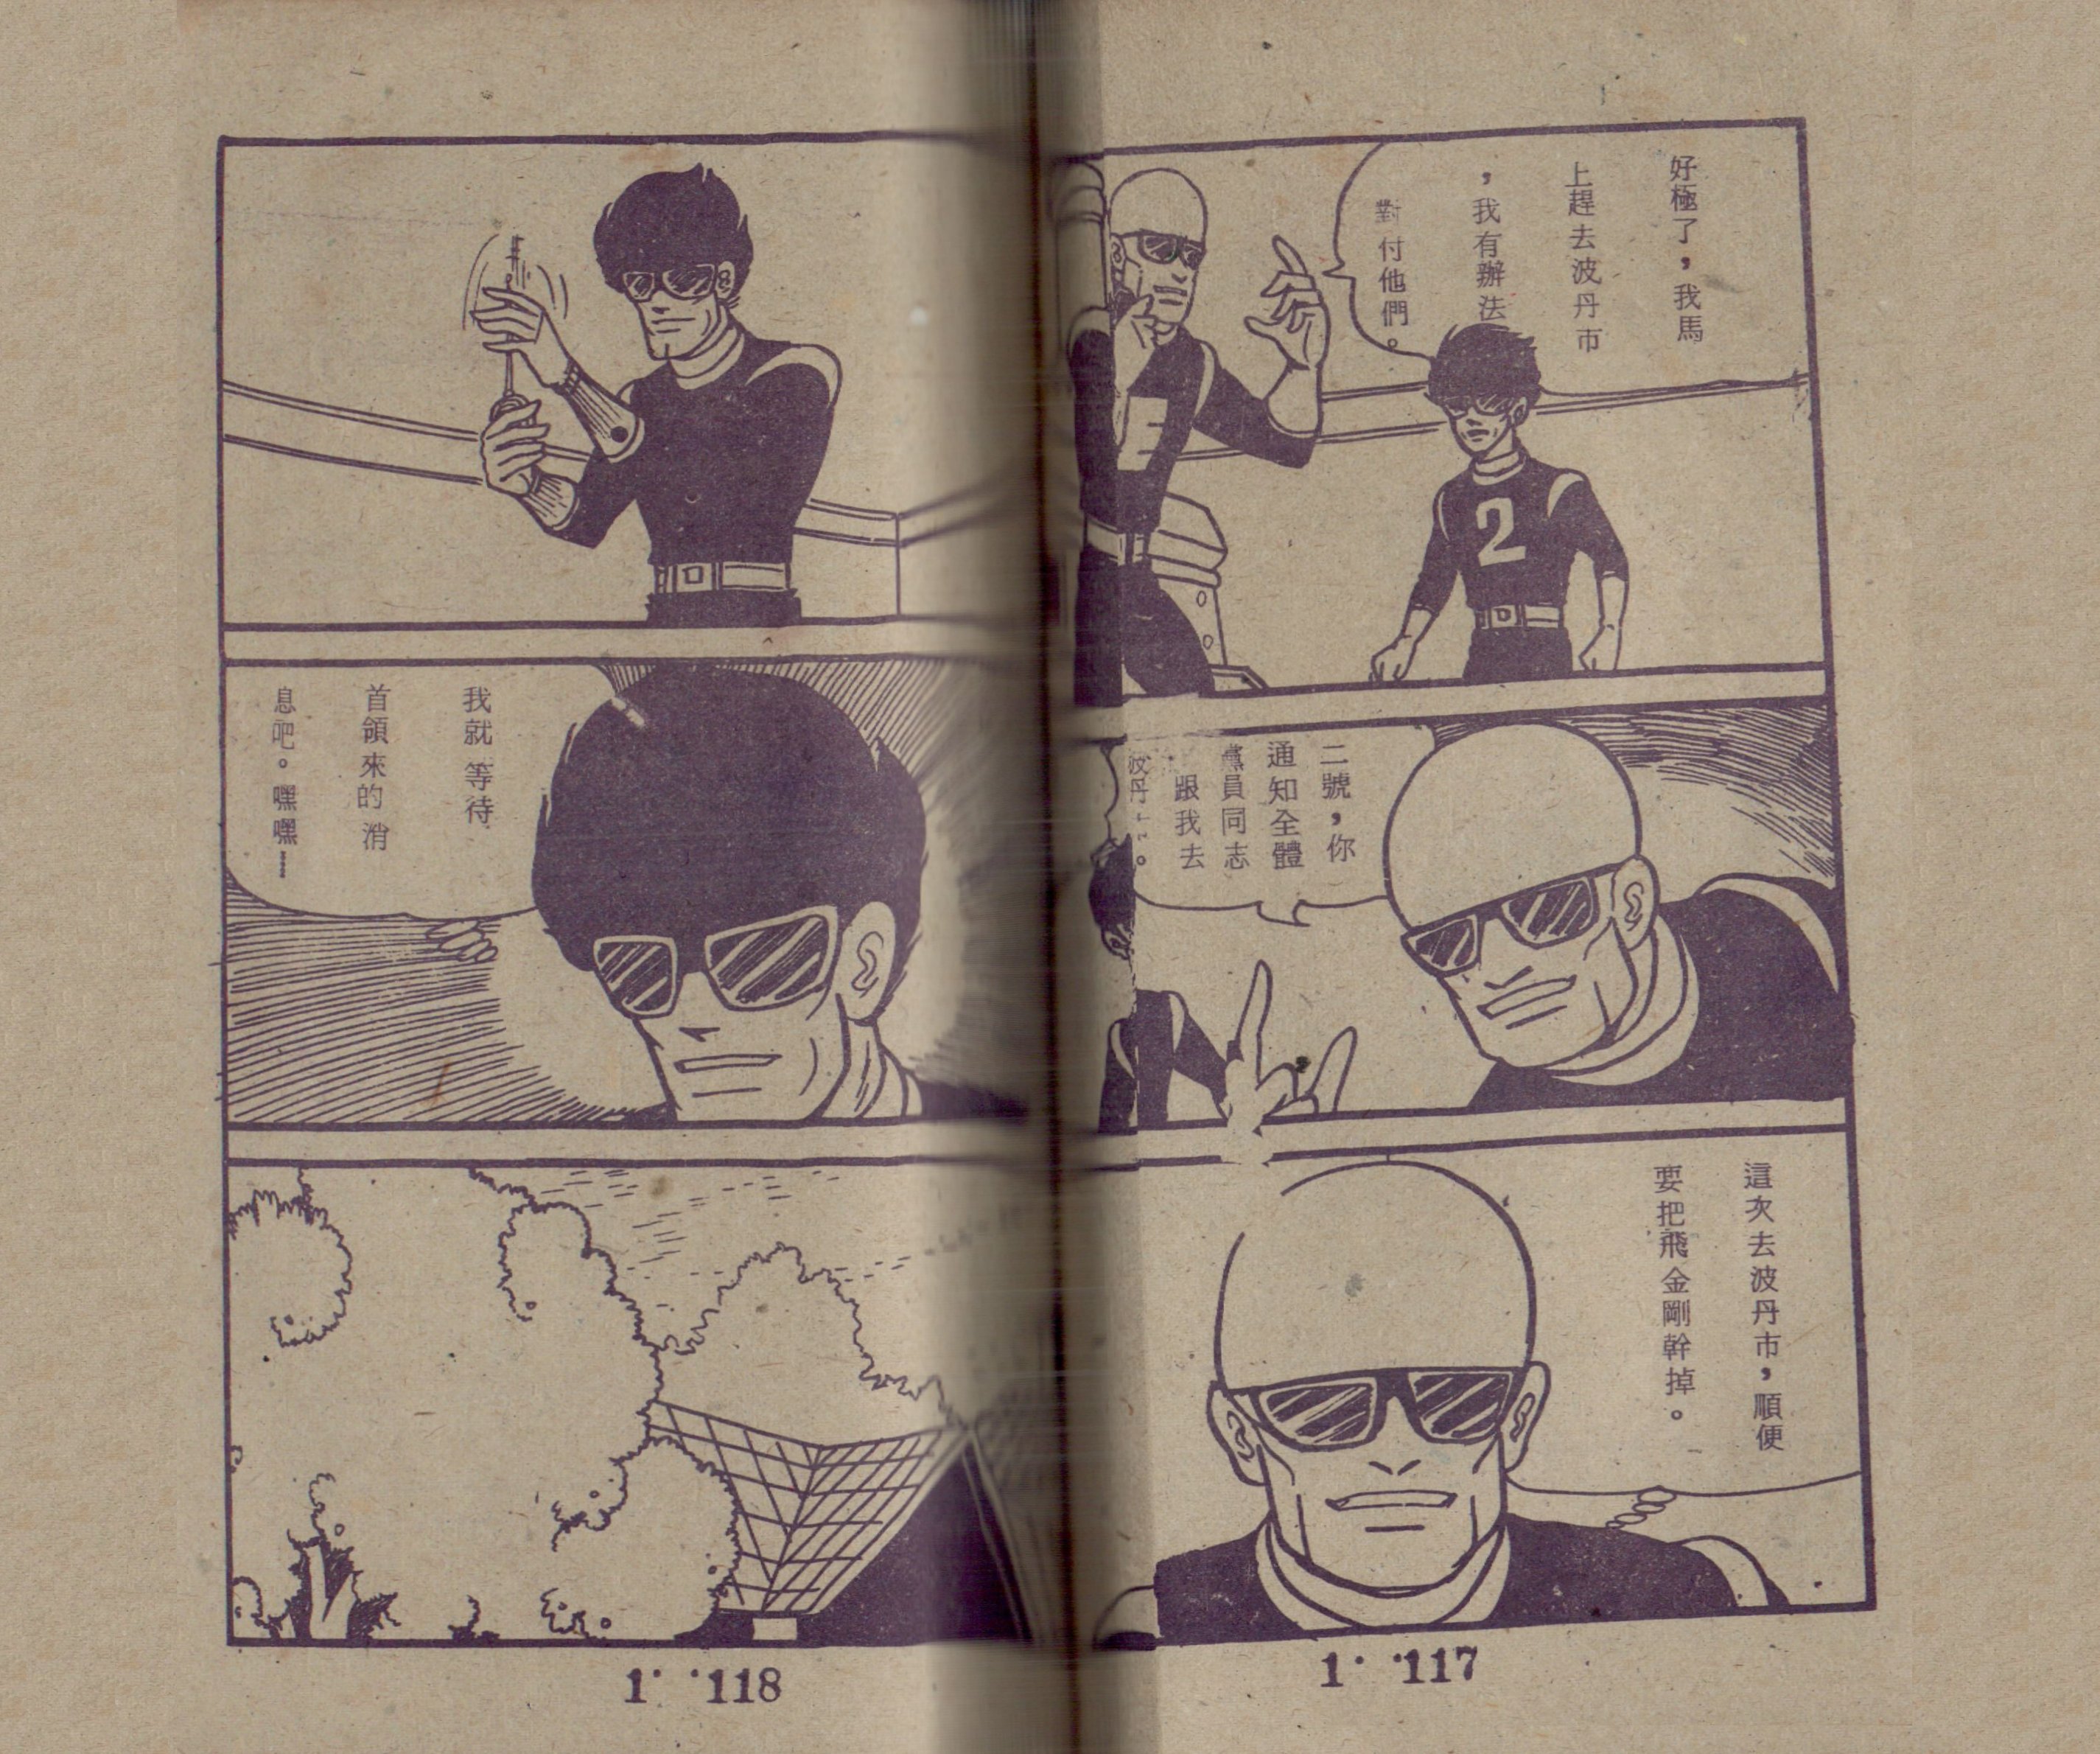 好極了，我馬
上趕去波丹市
，我有辦法
對付他們。
2
二號，你
通知全體
黨員同志
跟我去
波丹市。
這次去波丹市，順便
要把飛金剛幹掉。
1‧‧117
我就等待
首領來的消
息吧。嘿嘿—
1‧‧118